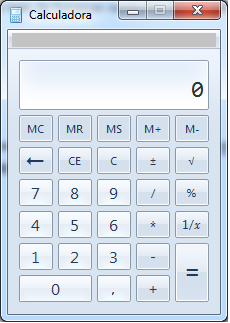 Calculadora
0
MC MR MS M+ M-
← CE C ± √
7 8 9 / %
4 5 6 * 1/x
1 2 3 - =
0 , +